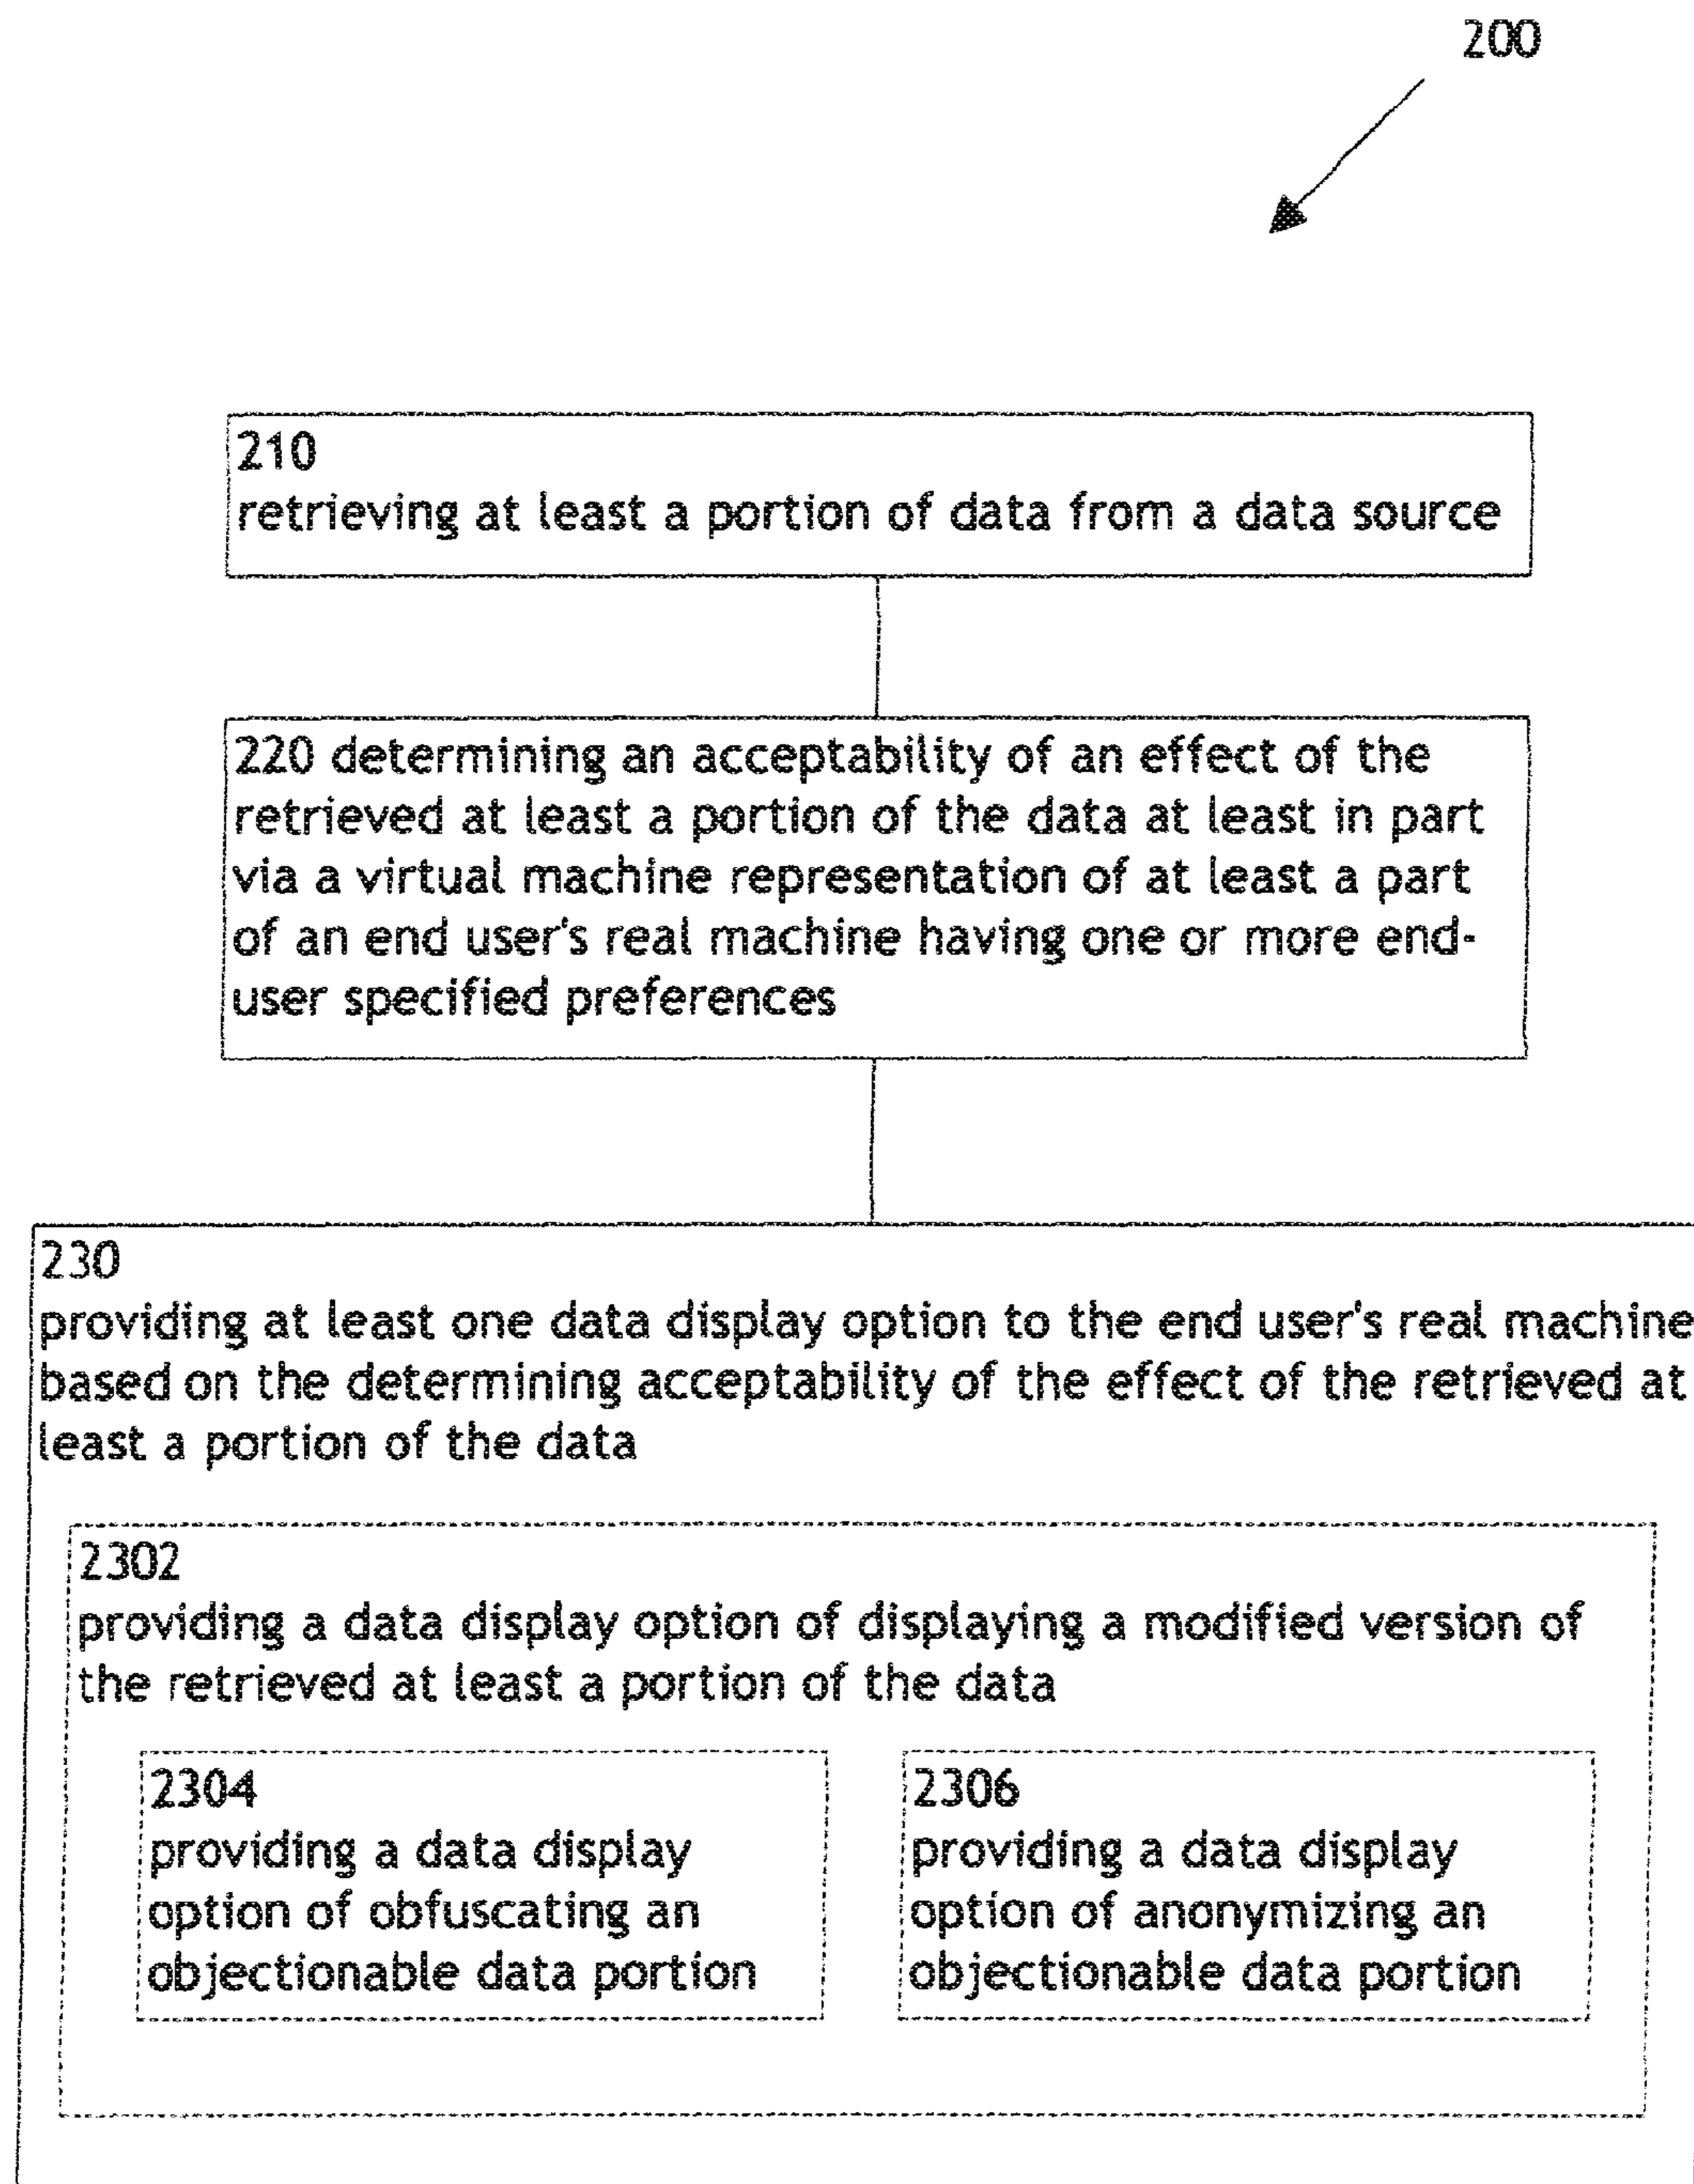 200
210
retrieving at least a portion of data from a data source
220 determining an acceptability of an effect of the
retrieved at least a portion of the data at least in part
via a virtual machine representation of at least a part
of an end user's real machine having one or more end-
user specified preferences
230
providing at least one data display option to the end user's real machine
based on the determining acceptability of the effect of the retrieved at
least a portion of the data
2302
providing a data display option of displaying a modified version of
the retrieved at least a portion of the data
2304
providing a data display
option of obfuscating an
objectionable data portion
2306
providing a data display
option of anonymizing an
objectionable data portion